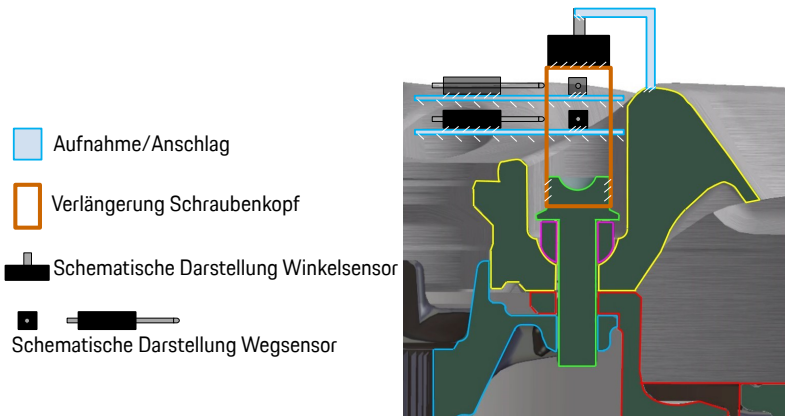 Aufnahme/Anschlag
Verlängerung Schraubenkopf
Schematische Darstellung Winkelsensor
Schematische Darstellung Wegsensor